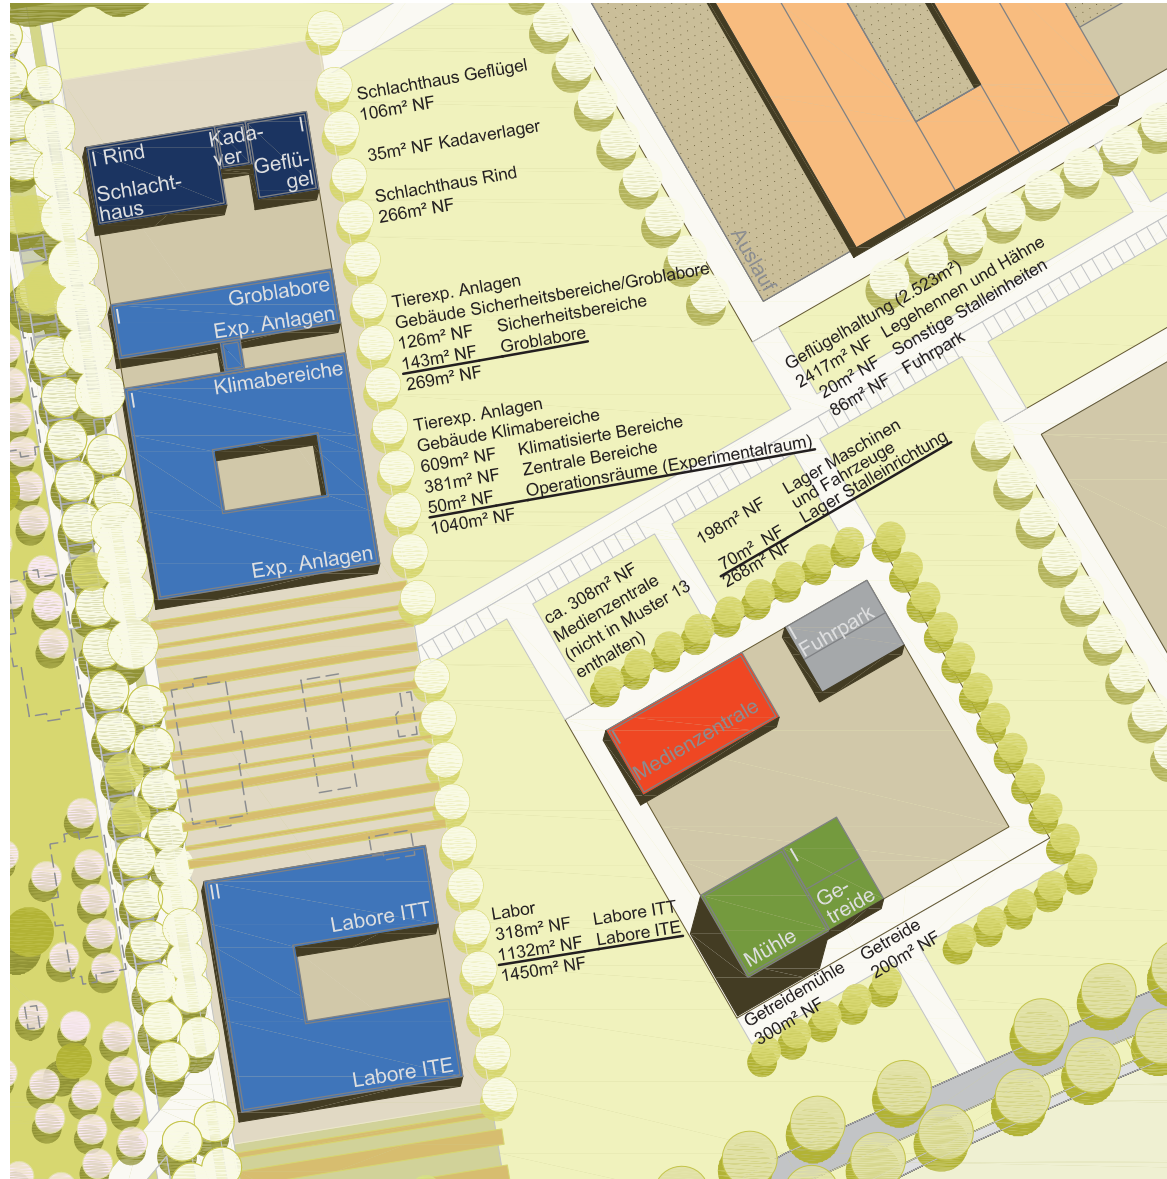 I Rind
Schlacht-
haus
Kada-
ver
I
Geflü-
gel
Schlachthaus Geflügel
106m² NF
35m² NF Kadaverlager
Schlachthaus Rind
266m² NF
Groblabore
I
Exp. Anlagen
Klimabereiche
I
Exp. Anlagen
Tierexp. Anlagen
Gebäude Sicherheitsbereiche/Groblabore
126m² NF Sicherheitsbereiche
143m² NF Groblabore
269m² NF
Tierexp. Anlagen
Gebäude Klimabereiche
609m² NF Klimatisierte Bereiche
381m² NF Zentrale Bereiche
50m² NF Operationsräume (Experimentalraum)
1040m² NF
Auslauf
Geflügelhaltung (2.523m²)
2417m² NF Legehennen und Hähne
20m² NF Sonstige Stalleinheiten
86m² NF Fuhrpark
198m² NF Lager Maschinen
und Fahrzeuge
70m² NF Lager Stalleinrichtung
268m² NF
ca. 308m² NF
Medienzentrale
(nicht in Muster 13
enthalten)
I
Fuhrpark
I
Medienzentrale
I
Ge-
treide
Mühle
Getreide
200m² NF
Getreidemühle
300m² NF
II
Labore ITT
Labore ITE
Labor
318m² NF Labore ITT
1132m² NF Labore ITE
1450m² NF